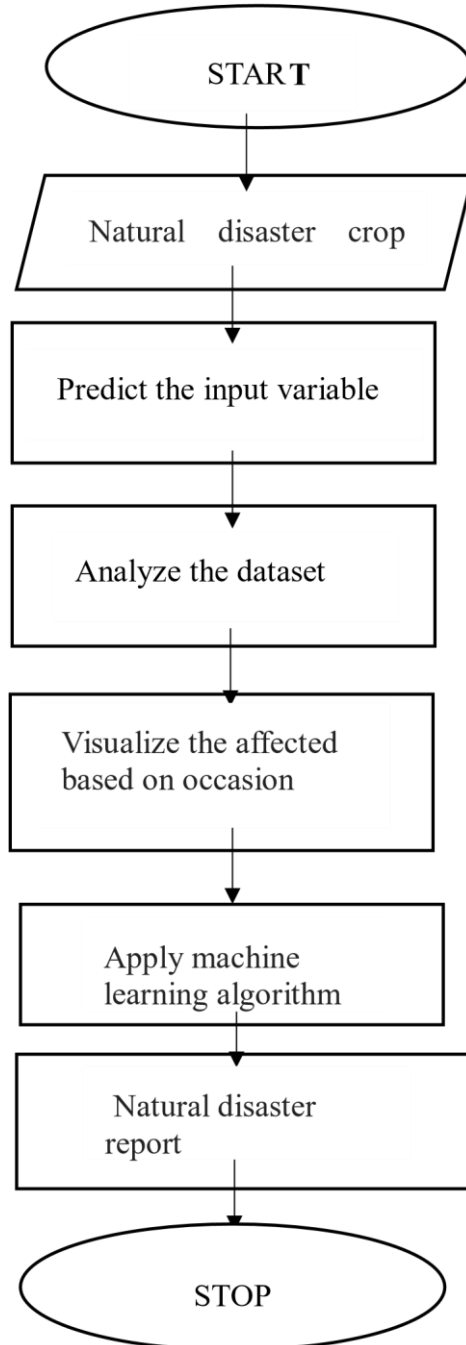 START
Natural disaster crop
Predict the input variable
Analyze the dataset
Visualize the affected
based on occasion
Apply machine
learning algorithm
Natural disaster
report
STOP